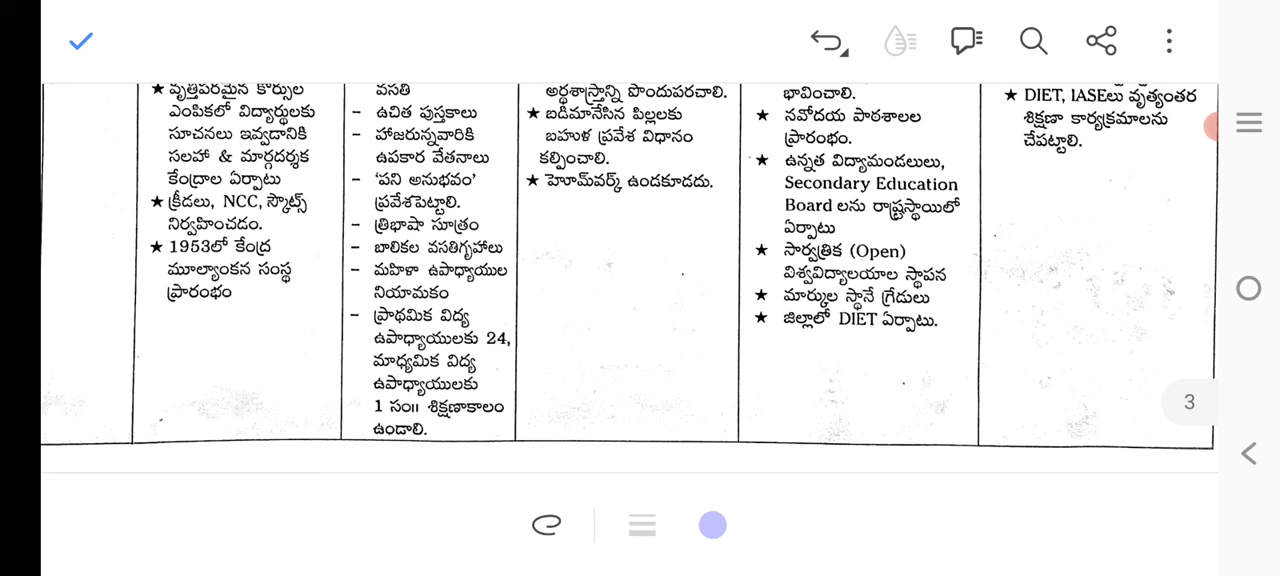 ★ వృత్తిపరమైన కోర్సుల
ఎంపికలో విద్యార్థులకు
సూచనలు ఇవ్వడానికి
సలహా & మార్గదర్శక
కేంద్రాల ఏర్పాటు
★ క్రీడలు, NCC, స్కౌట్స్
నిర్వహించడం.
★ 1953లో కేంద్ర
మూల్యాంకన సంస్థ
ప్రారంభం
వసతి
– ఉచిత పుస్తకాలు
– హాజరున్నవారికి
ఉపకార వేతనాలు
– ‘పని అనుభవం’
ప్రవేశపెట్టాలి.
– త్రిభాషా సూత్రం
– బాలికల వసతిగృహాలు
– మహిళా ఉపాధ్యాయుల
నియామకం
– ప్రాథమిక విద్య
ఉపాధ్యాయులకు 24,
మాధ్యమిక విద్య
ఉపాధ్యాయులకు
1 సం॥ శిక్షణాకాలం
ఉండాలి.
అర్థశాస్త్రాన్ని పొందుపరచాలి.
★ బడిమానేసిన పిల్లలకు
బహుళ ప్రవేశ విధానం
కల్పించాలి.
★ హెూమ్‌వర్క్ ఉండకూడదు.
భావించాలి.
★ నవోదయ పాఠశాలల
ప్రారంభం.
★ ఉన్నత విద్యామండలులు,
Secondary Education
Board లను రాష్ట్రస్థాయిలో
ఏర్పాటు
★ సార్వత్రిక (Open)
విశ్వవిద్యాలయాల స్థాపన
★ మార్కుల స్థానే గ్రేడులు
★ జిల్లాలో DIET ఏర్పాటు.
★ DIET, IASEలు వృత్యంతర
శిక్షణా కార్యక్రమాలను
చేపట్టాలి.
3